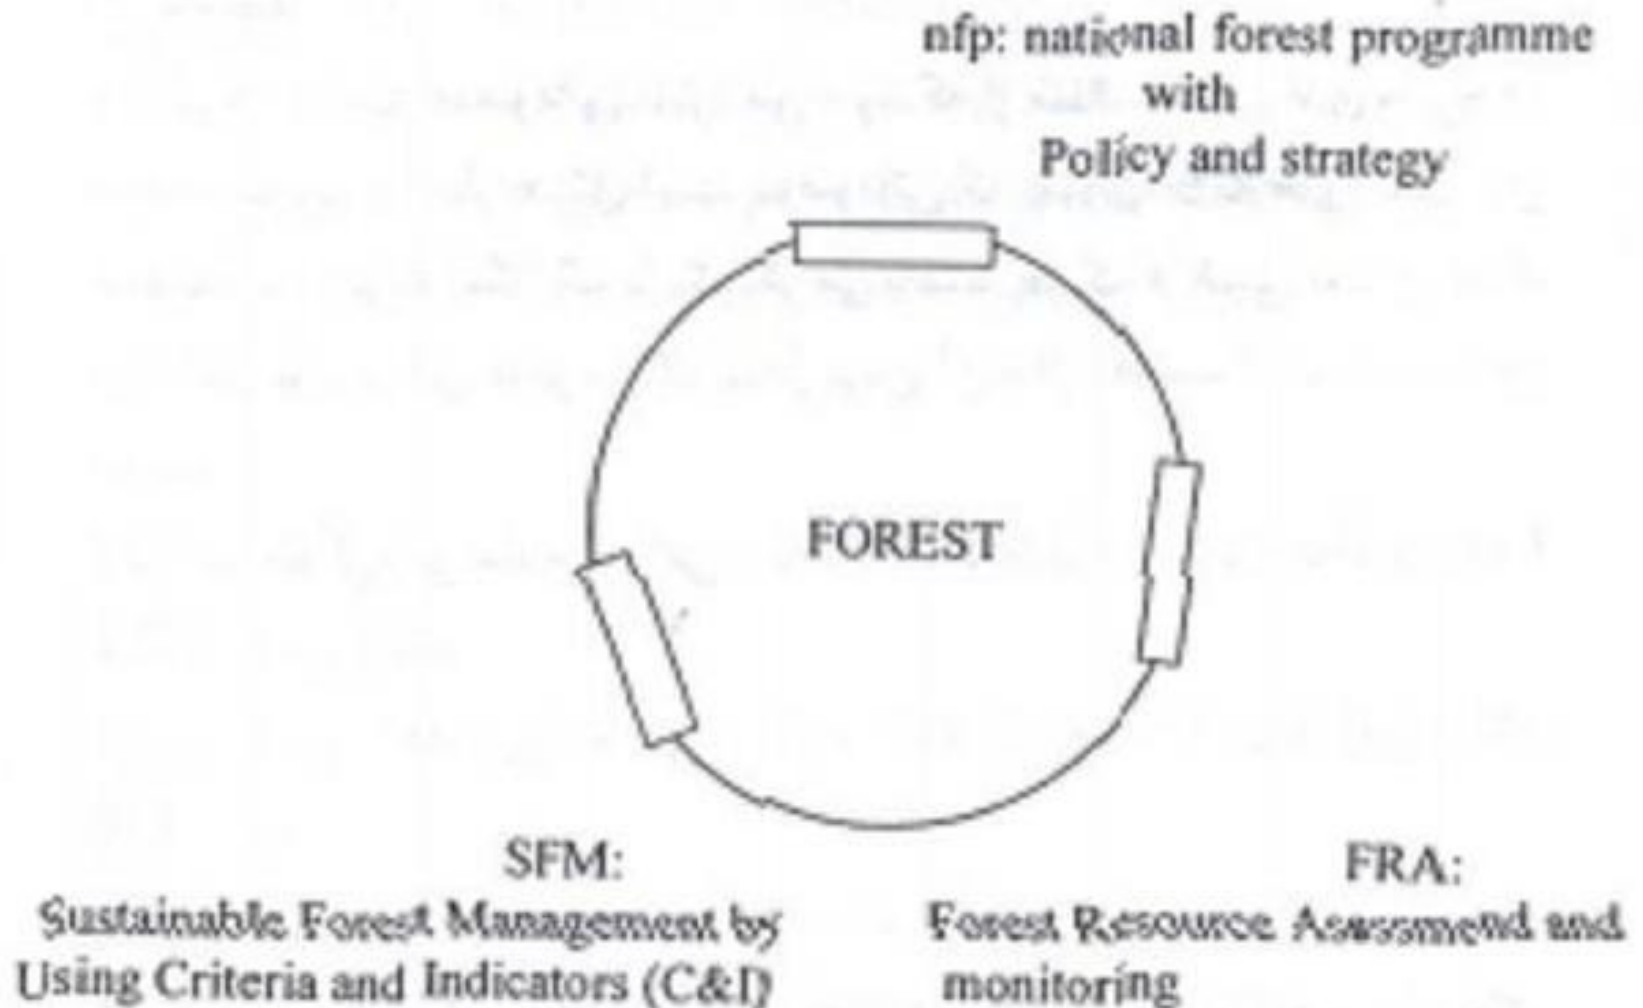 nfp: national forest programme
with
Policy and strategy
FOREST
SFM:
Sustainable Forest Management by
Using Criteria and Indicators (C&I)
FRA:
Forest Resource Asessmend and
monitoring